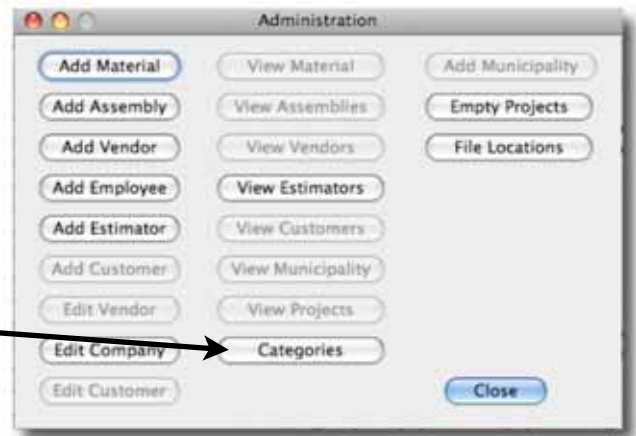 Administration
Add Material
View Material
Add Municipality
Add Assembly
View Assemblies
Empty Projects
Add Vendor
View Vendors
File Locations
Add Employee
View Estimators
Add Estimator
View Customers
Add Customer
View Municipality
Edit Vendor
View Projects
Edit Company
Categories
Edit Customer
Close